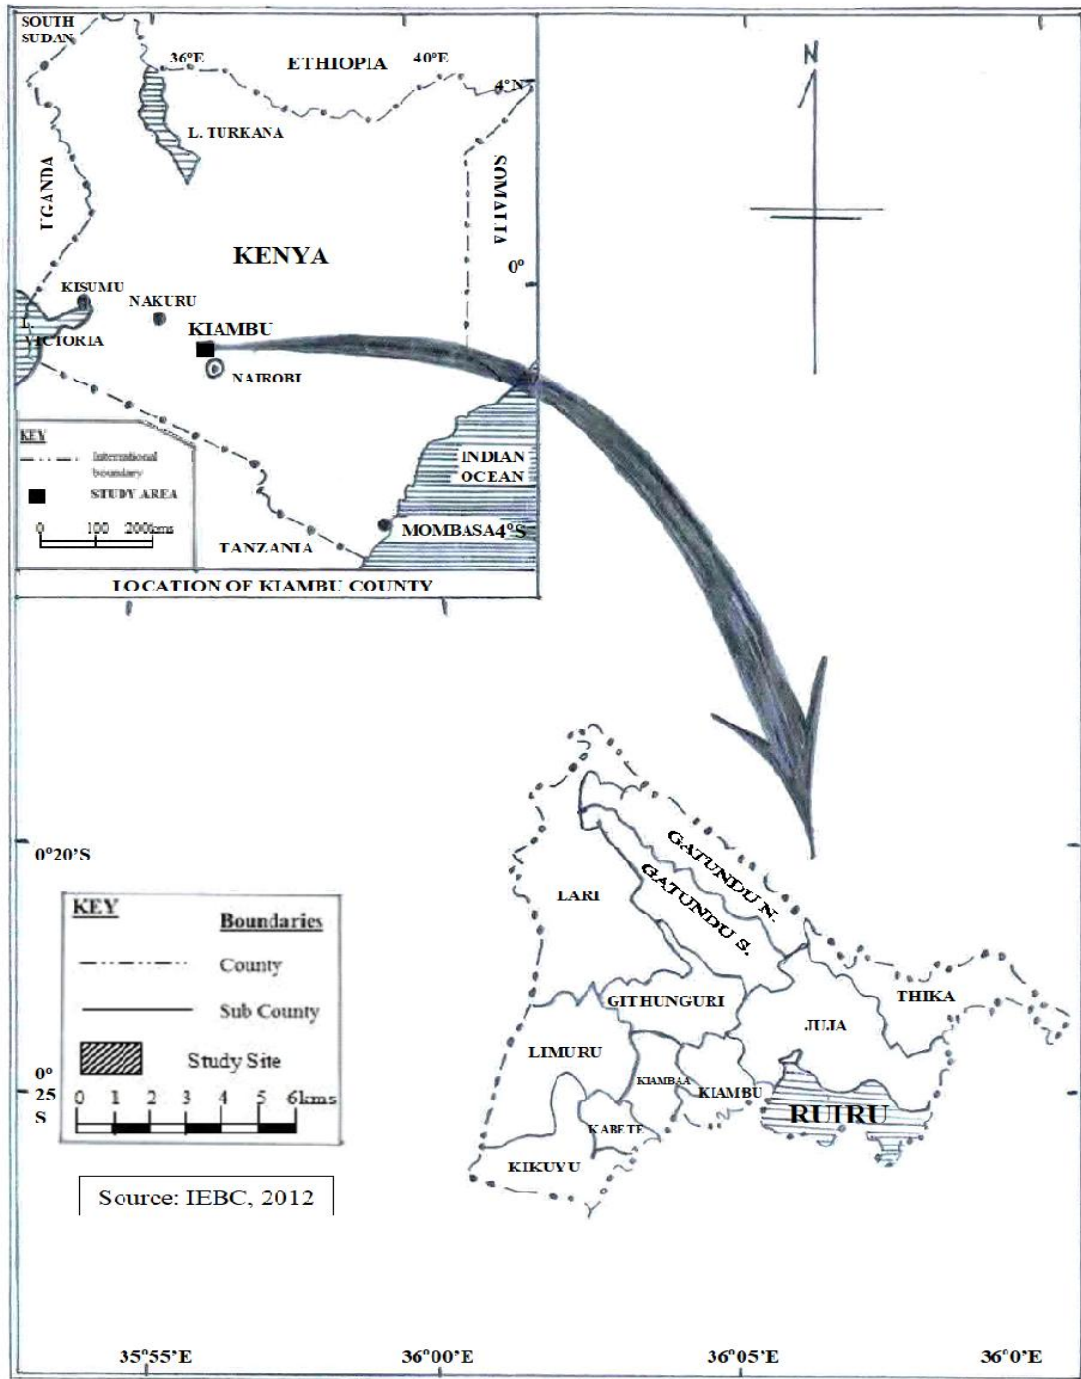 SOUTH
SUDAN
36°E
ETHIOPIA
40°E
4°N
L. TURKANA
UGANDA
SOMALIA
KENYA
0°
KISUMU
NAKURU
L.
VICTORIA
KIAMBU
NAIROBI
KEY
International
boundary
STUDY AREA
0 100 200kms
INDIAN
OCEAN
MOMBASA 4°S
TANZANIA
LOCATION OF KIAMBU COUNTY
N
0°20'S
GATUNDU N.
GATUNDU S.
LARI
GITHUNGURI
THIKA
JUJA
LIMURU
KIAMBAA
KIAMBU
RUIRU
KABETE
KIKUYU
KEY
Boundaries
County
Sub County
Study Site
0 1 2 3 4 5 6kms
0°
25
S
Source: IEBC, 2012
35°55'E
36°00'E
36°05'E
36°0'E